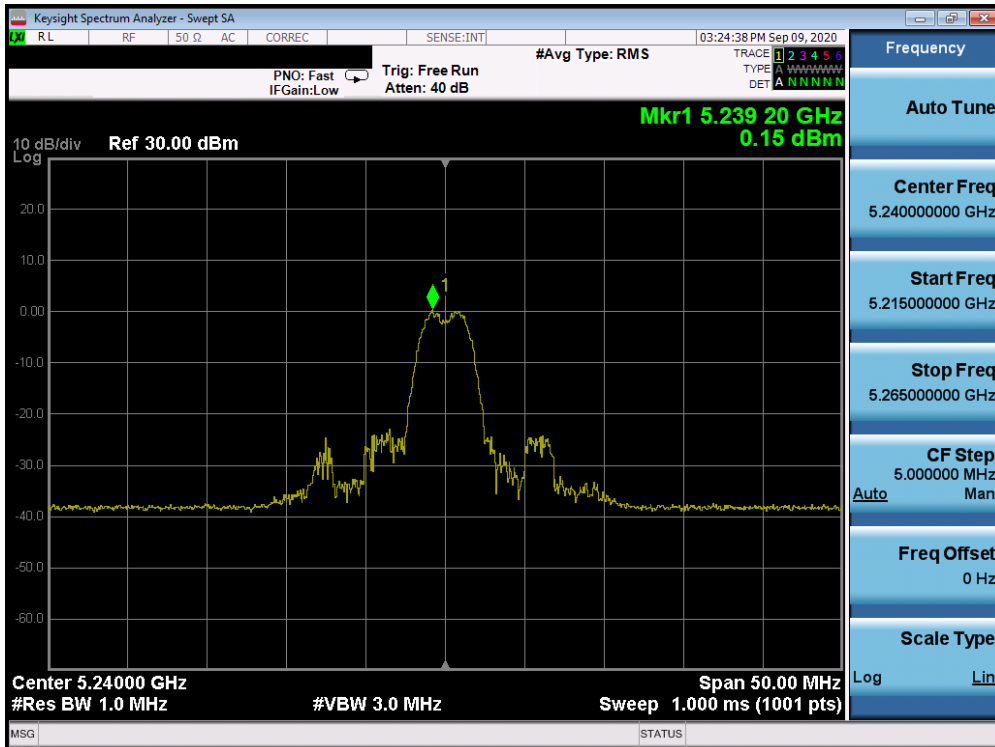 Keysight Spectrum Analyzer - Swept SA
LXI RL RF 50 Ω AC CORREC SENSE:INT 03:24:38 PM Sep 09, 2020
#Avg Type: RMS
TRACE 1 2 3 4 5 6
TYPE A WWWWW
DET A N N N N N
PNO: Fast
IFGain:Low
Trig: Free Run
Atten: 40 dB
Mkr1 5.239 20 GHz
0.15 dBm
10 dB/div Ref 30.00 dBm
Log
20.0
10.0
0.00
-10.0
-20.0
-30.0
-40.0
-50.0
-60.0
1
Center 5.24000 GHz
Span 50.00 MHz
#Res BW 1.0 MHz
#VBW 3.0 MHz
Sweep 1.000 ms (1001 pts)
MSG
STATUS
Frequency
Auto Tune
Center Freq
5.240000000 GHz
Start Freq
5.215000000 GHz
Stop Freq
5.265000000 GHz
CF Step
5.000000 MHz
Auto Man
Freq Offset
0 Hz
Scale Type
Log Lin